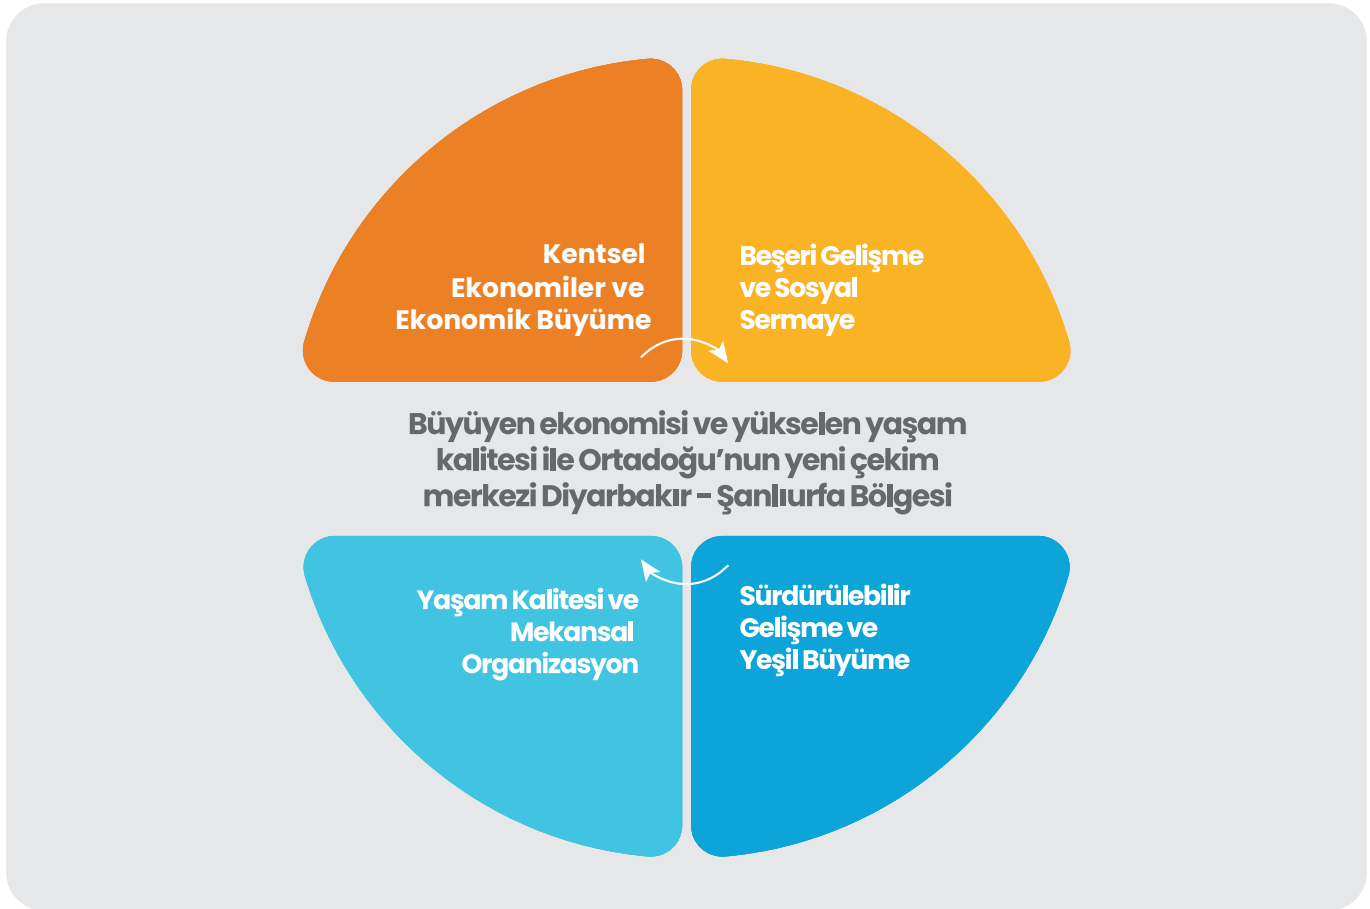 Kentsel
Ekonomiler ve
Ekonomik Büyüme
Beşeri Gelişme
ve Sosyal
Sermaye
Büyüyen ekonomisi ve yükselen yaşam
kalitesi ile Ortadoğu’nun yeni çekim
merkezi Diyarbakır - Şanlıurfa Bölgesi
Yaşam Kalitesi ve
Mekansal
Organizasyon
Sürdürülebilir
Gelişme ve
Yeşil Büyüme